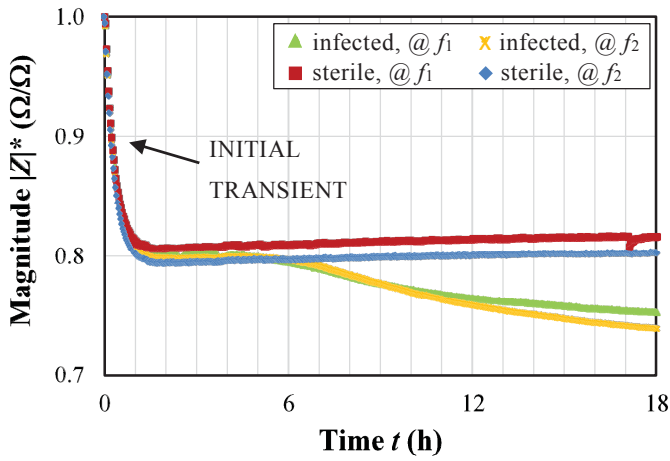 1.0
0.9
0.8
0.7
Magnitude |Z|* (Ω/Ω)
infected, @ f1
infected, @ f2
sterile, @ f1
sterile, @ f2
INITIAL
TRANSIENT
0
6
12
18
Time t (h)